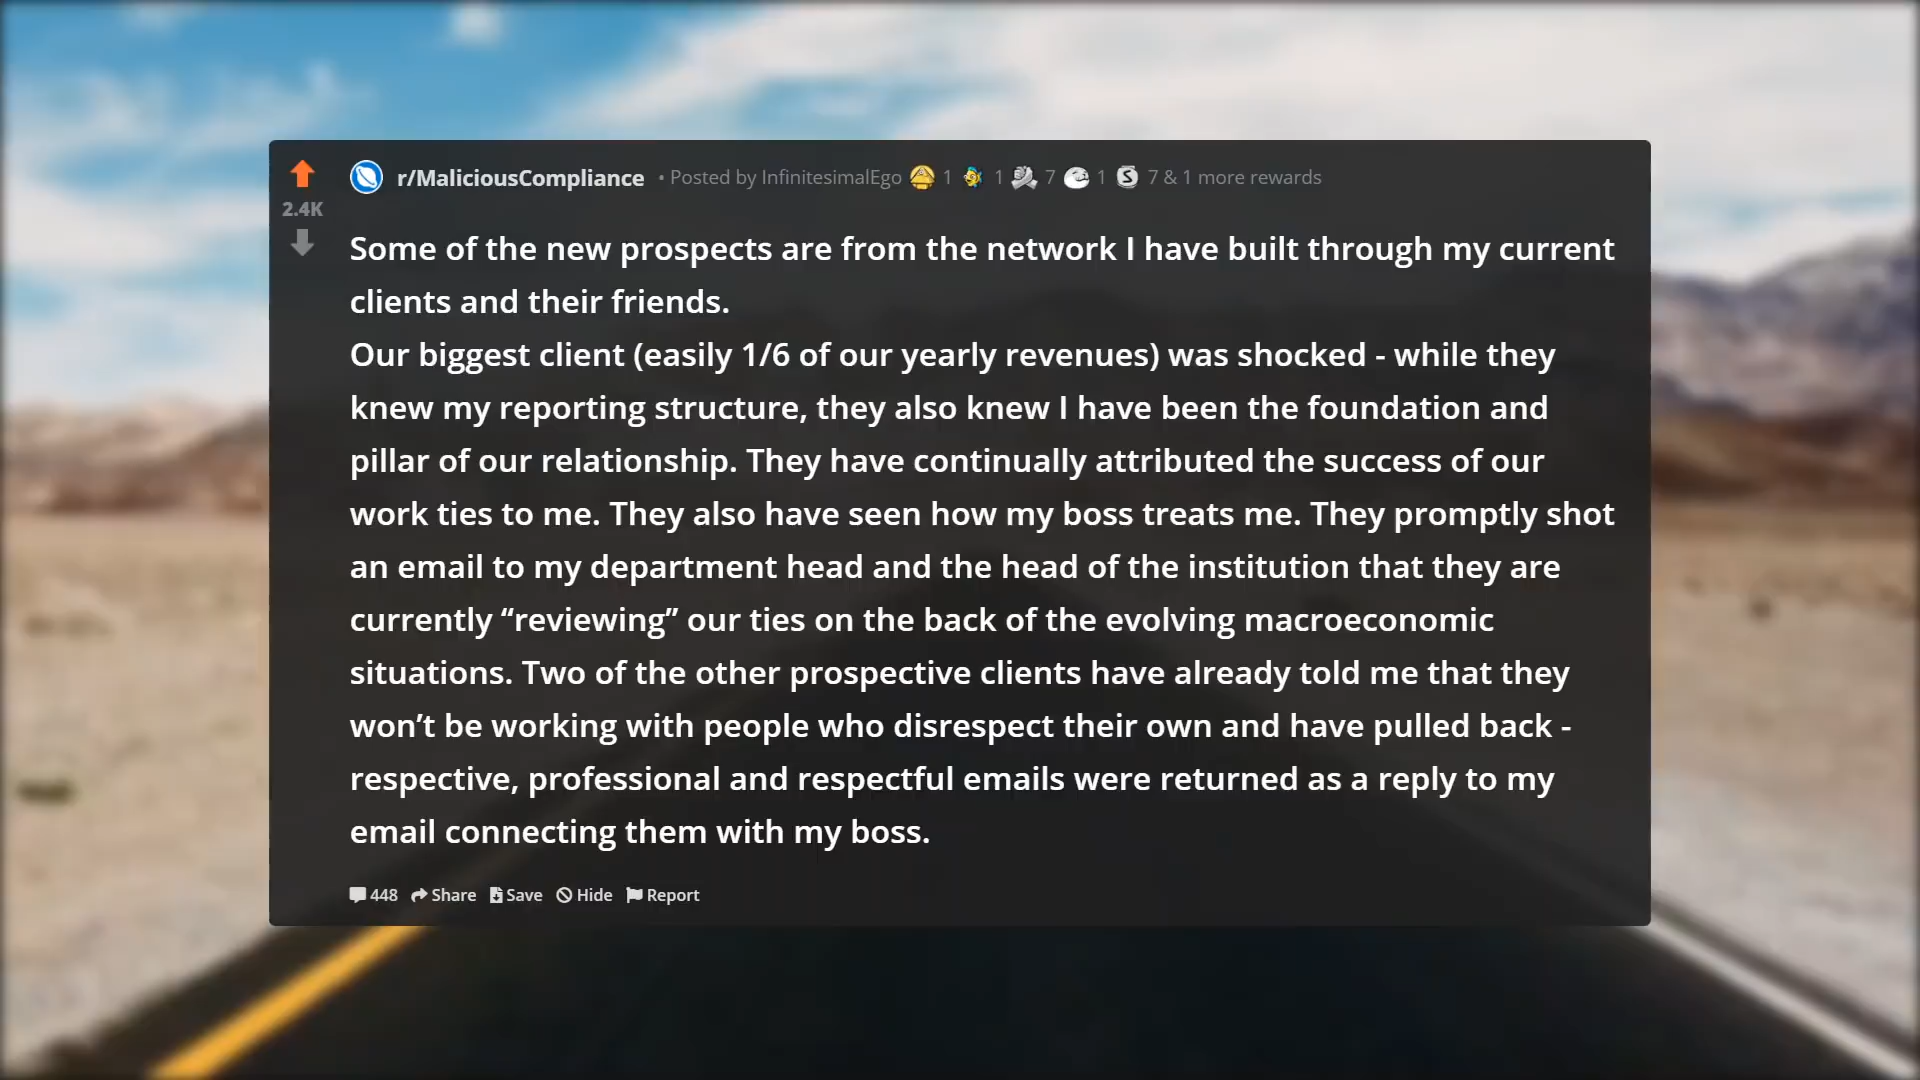 r/MaliciousCompliance • Posted by InfinitesimalEgo 1 1 7 1 7 & 1 more rewards
2.4K
Some of the new prospects are from the network I have built through my current
clients and their friends.
Our biggest client (easily 1/6 of our yearly revenues) was shocked - while they
knew my reporting structure, they also knew I have been the foundation and
pillar of our relationship. They have continually attributed the success of our
work ties to me. They also have seen how my boss treats me. They promptly shot
an email to my department head and the head of the institution that they are
currently “reviewing” our ties on the back of the evolving macroeconomic
situations. Two of the other prospective clients have already told me that they
won’t be working with people who disrespect their own and have pulled back -
respective, professional and respectful emails were returned as a reply to my
email connecting them with my boss.
448 Share Save Hide Report